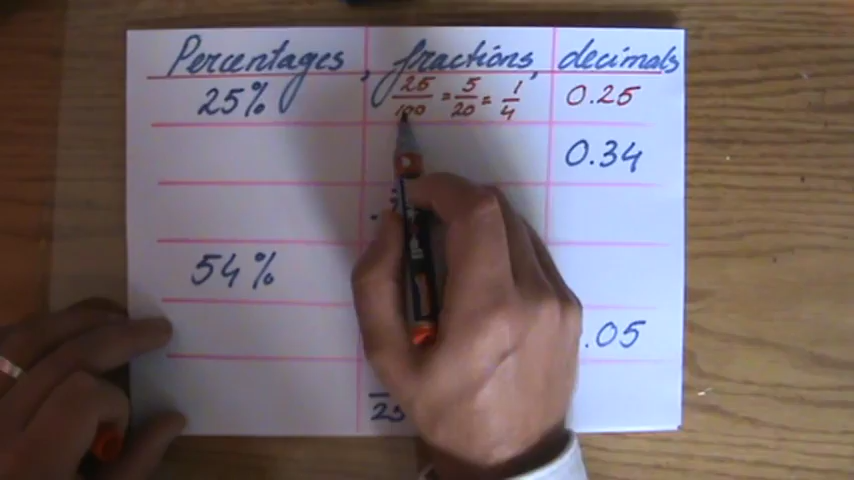 Percentages, fractions, decimals
25% 25/100 = 5/20 = 1/4 0.25
0.34
54%
.05